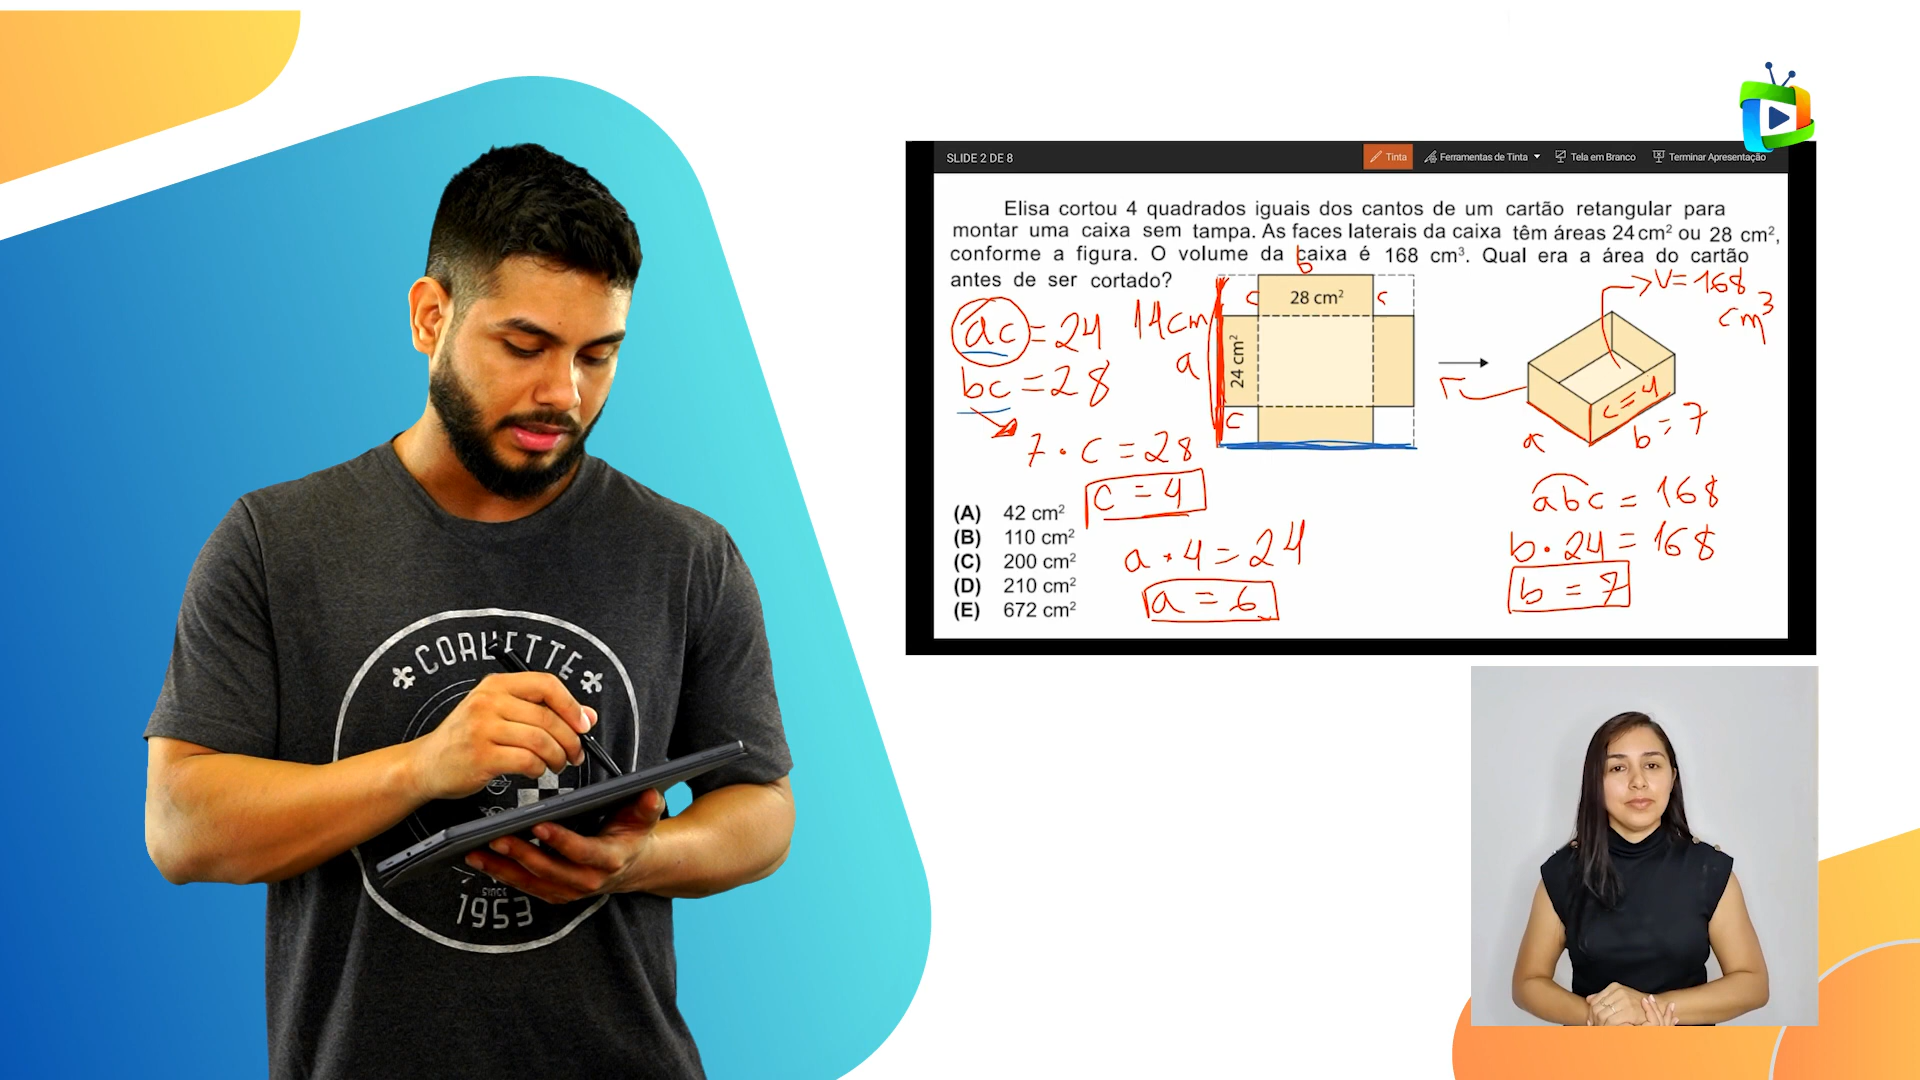 SLIDE 2 DE 8
Tinta
Ferramentas de Tinta
Tela em Branco
Terminar Apresentação
Elisa cortou 4 quadrados iguais dos cantos de um cartão retangular para
montar uma caixa sem tampa. As faces laterais da caixa têm áreas 24 cm² ou 28 cm²,
conforme a figura. O volume da caixa é 168 cm³. Qual era a área do cartão
antes de ser cortado?
b
c
28 cm²
c
14cm
a
24 cm²
c
V=168
cm³
c=4
a
b=7
ac=24
bc=28
7·c=28
c=4
a·4=24
a=6
abc=168
b·24=168
b=7
(A) 42 cm²
(B) 110 cm²
(C) 200 cm²
(D) 210 cm²
(E) 672 cm²
SINCE
1953